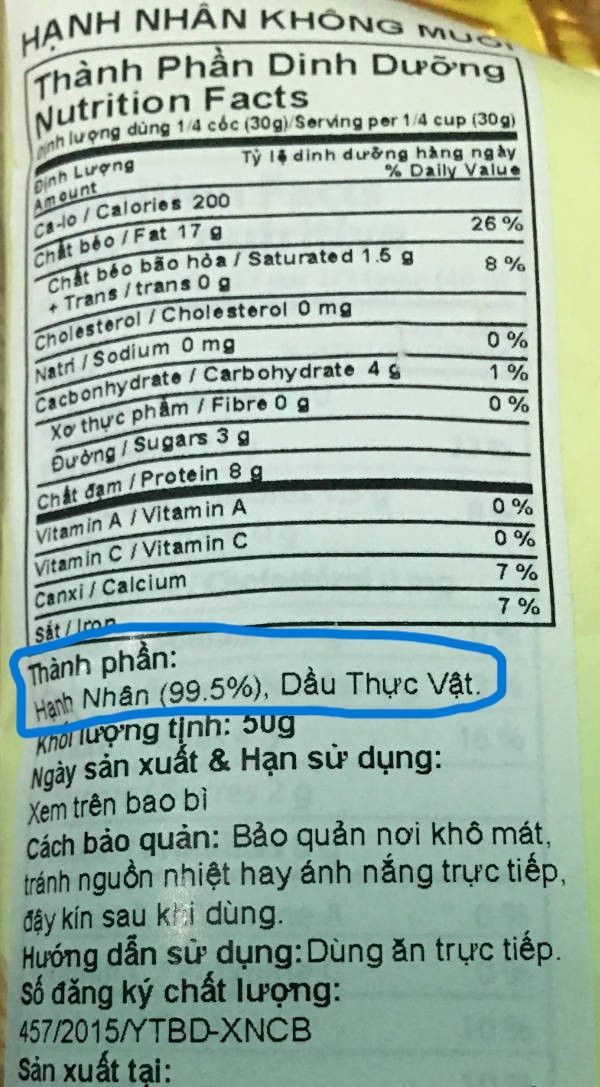 HẠNH NHÂN KHÔNG MUỐI
Thành Phần Dinh Dưỡng
Nutrition Facts
Định lượng dùng 1/4 cốc (30g)/Serving per 1/4 cup (30g)
Định Lượng Tỷ lệ dinh dưỡng hàng ngày
Amount % Daily Value
Ca-lo / Calories 200
Chất béo / Fat 17 g 26 %
Chất béo bão hòa / Saturated 1.5 g 8 %
+ Trans / trans 0 g
Cholesterol / Cholesterol 0 mg
Natri / Sodium 0 mg 0 %
Cacbonhydrate / Carbohydrate 4 g 1 %
Xơ thực phẩm / Fibre 0 g 0 %
Đường / Sugars 3 g
Chất đạm / Protein 8 g
Vitamin A / Vitamin A 0 %
Vitamin C / Vitamin C 0 %
Canxi / Calcium 7 %
Sắt / Iron 7 %
Thành phần:
Hạnh Nhân (99.5%), Dầu Thực Vật.
Khối lượng tịnh: 50g
Ngày sản xuất & Hạn sử dụng:
Xem trên bao bì
Cách bảo quản: Bảo quản nơi khô mát,
tránh nguồn nhiệt hay ánh nắng trực tiếp,
đậy kín sau khi dùng.
Hướng dẫn sử dụng: Dùng ăn trực tiếp.
Số đăng ký chất lượng:
457/2015/YTBD-XNCB
Sản xuất tại: